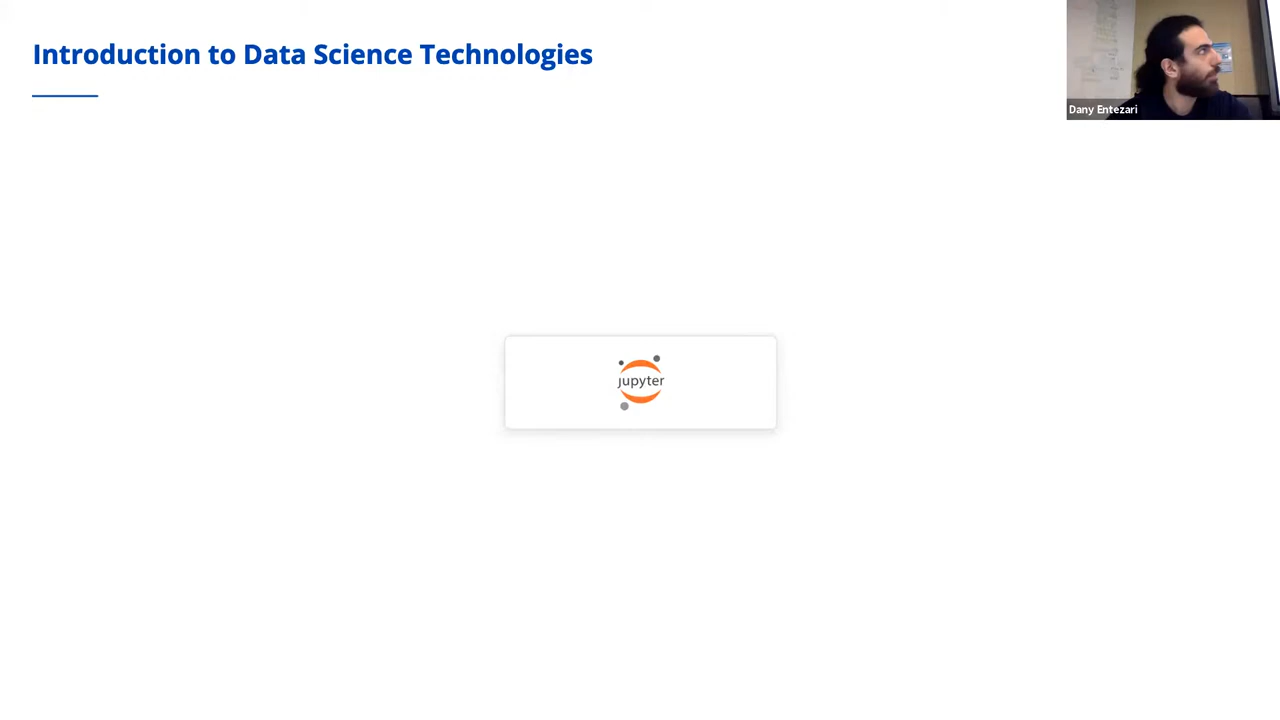 Introduction to Data Science Technologies
Dany Entezari
jupyter